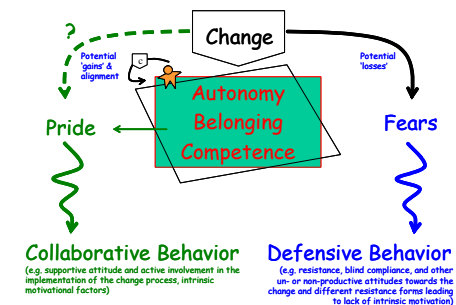 ?
Change
Potential
'gains' &
alignment
c
Potential
'losses'
Autonomy
Belonging
Competence
Pride
Fears
Collaborative Behavior
(e.g. supportive attitude and active involvement in the
implementation of the change process, intrinsic
motivational factors)
Defensive Behavior
(e.g. resistance, blind compliance, and other
un- or non-productive attitudes towards the
change and different resistance forms leading
to lack of intrinsic motivation)